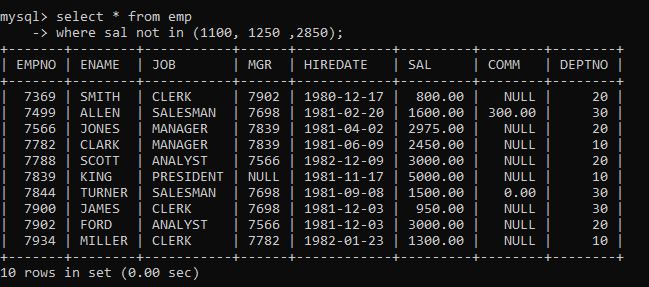 mysql> select * from emp
    -> where sal not in (1100, 1250 ,2850);
+-------+--------+-----------+------+------------+---------+--------+--------+
| EMPNO | ENAME  | JOB       | MGR  | HIREDATE   | SAL     | COMM   | DEPTNO |
+-------+--------+-----------+------+------------+---------+--------+--------+
|  7369 | SMITH  | CLERK     | 7902 | 1980-12-17 |  800.00 |   NULL |     20 |
|  7499 | ALLEN  | SALESMAN  | 7698 | 1981-02-20 | 1600.00 | 300.00 |     30 |
|  7566 | JONES  | MANAGER   | 7839 | 1981-04-02 | 2975.00 |   NULL |     20 |
|  7782 | CLARK  | MANAGER   | 7839 | 1981-06-09 | 2450.00 |   NULL |     10 |
|  7788 | SCOTT  | ANALYST   | 7566 | 1982-12-09 | 3000.00 |   NULL |     20 |
|  7839 | KING   | PRESIDENT | NULL | 1981-11-17 | 5000.00 |   NULL |     10 |
|  7844 | TURNER | SALESMAN  | 7698 | 1981-09-08 | 1500.00 |   0.00 |     30 |
|  7900 | JAMES  | CLERK     | 7698 | 1981-12-03 |  950.00 |   NULL |     30 |
|  7902 | FORD   | ANALYST   | 7566 | 1981-12-03 | 3000.00 |   NULL |     20 |
|  7934 | MILLER | CLERK     | 7782 | 1982-01-23 | 1300.00 |   NULL |     10 |
+-------+--------+-----------+------+------------+---------+--------+--------+
10 rows in set (0.00 sec)